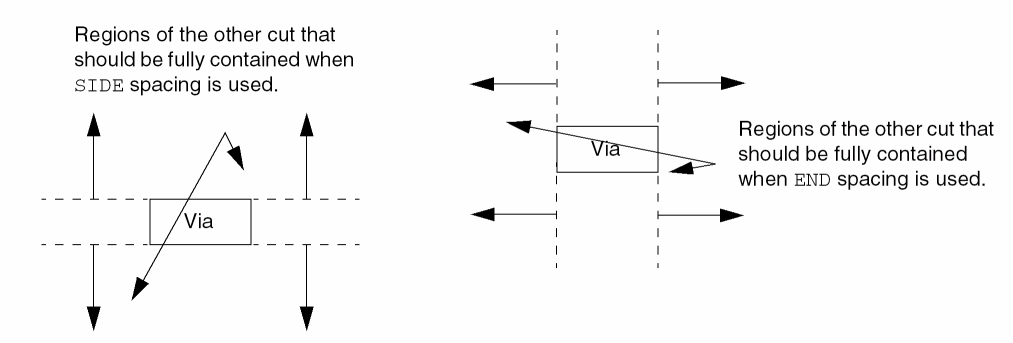 Regions of the other cut that
should be fully contained when
SIDE spacing is used.
Via
Via
Regions of the other cut that
should be fully contained
when END spacing is used.